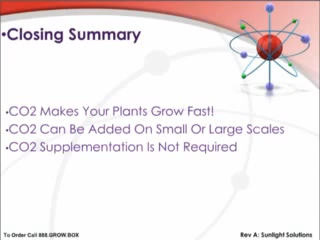 •Closing Summary
•CO2 Makes Your Plants Grow Fast!
•CO2 Can Be Added On Small Or Large Scales
•CO2 Supplementation Is Not Required
To Order Call 888.GROW.BOX
Rev A: Sunlight Solutions